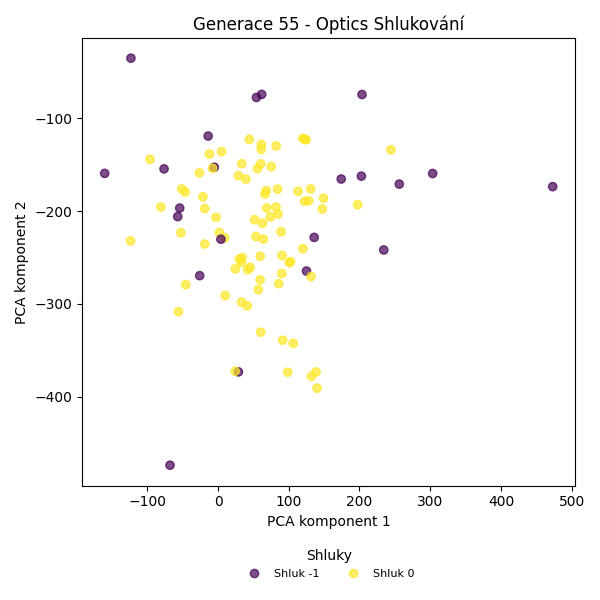 Generace 55 - Optics Shlukování
PCA komponent 2
−100
−200
−300
−400
−100 0 100 200 300 400 500
PCA komponent 1
Shluky
Shluk -1 Shluk 0